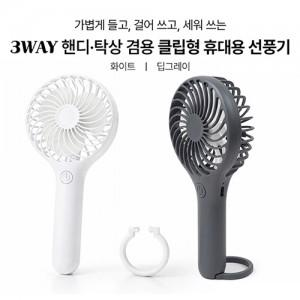 가볍게 들고, 걸어 쓰고, 세워 쓰는
3WAY 핸디·탁상 겸용 클립형 휴대용 선풍기
화이트 | 딥그레이